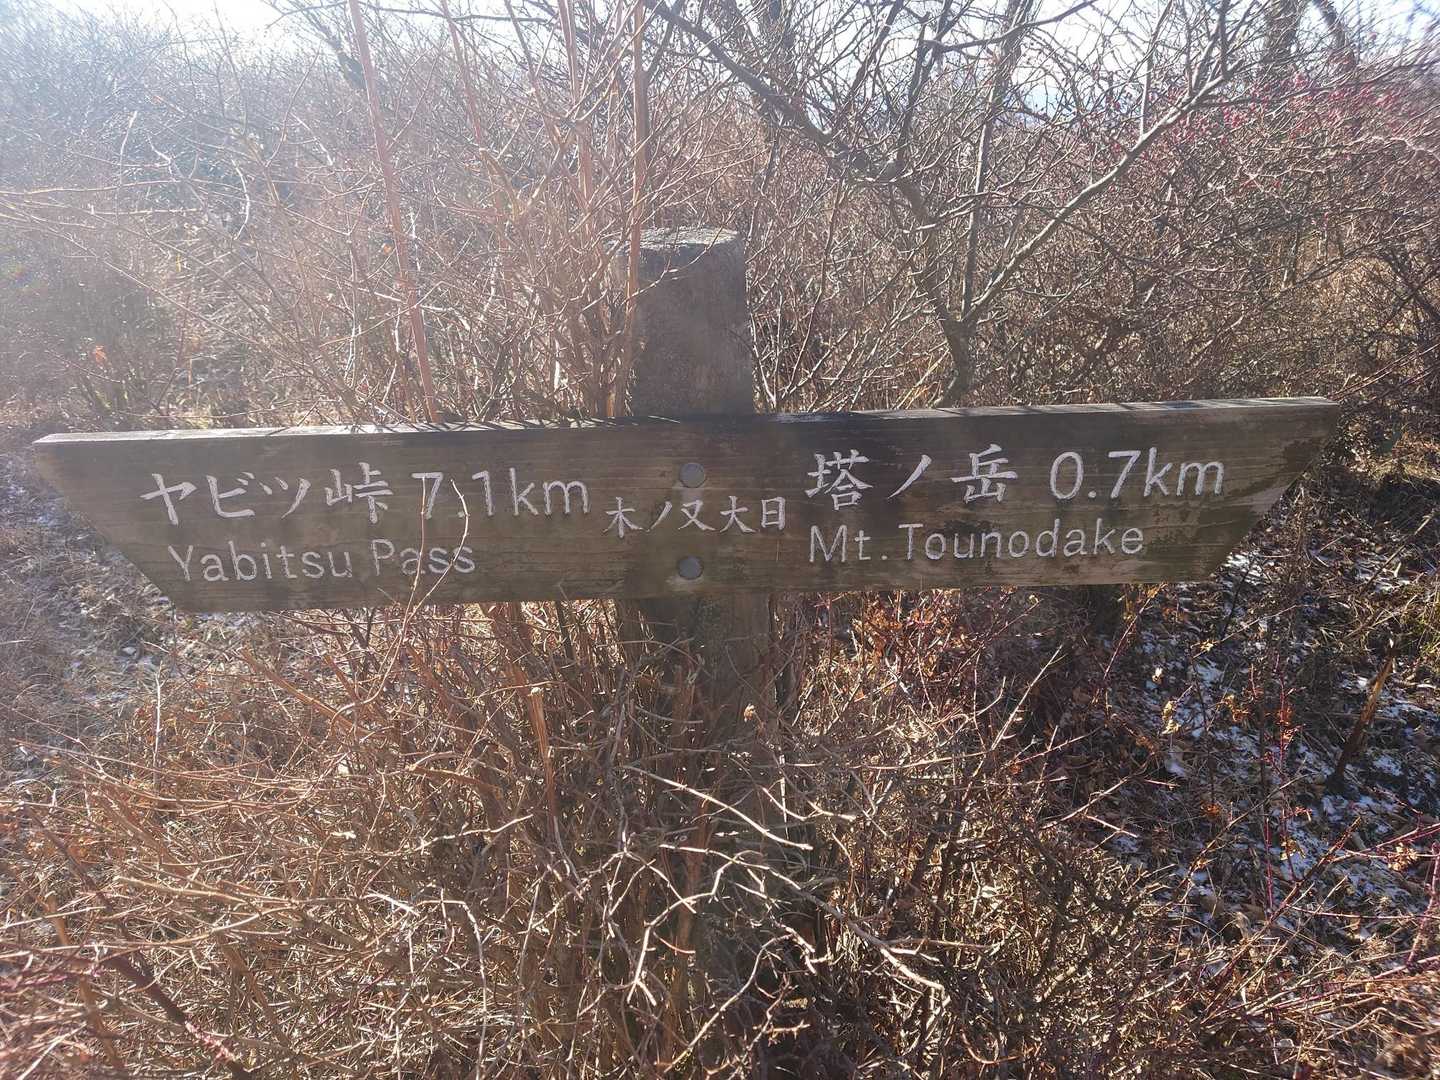 ヤビツ峠 7.1km
Yabitsu Pass
木ノ又大日
塔ノ岳 0.7km
Mt. Tounodake